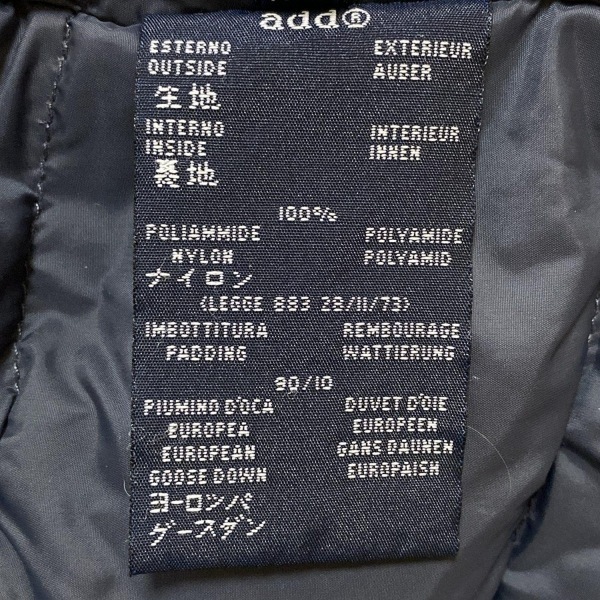 add®
ESTERNO EXTERIEUR
OUTSIDE AUBER
生地
INTERNO INTERIEUR
INSIDE INNEN
裏地
100%
POLIAMMIDE POLYAMIDE
NYLON POLYAMID
ナイロン
(LEGGE 883 28/11/73)
IMBOTTITURA REMBOURAGE
PADDING WATTIERUNG
90/10
PIUMINO D'OCA DUVET D'OIE
EUROPEA EUROPEEN
EUROPEAN GANS DAUNEN
GOOSE DOWN EUROPAISH
ヨーロンパ
グースダン